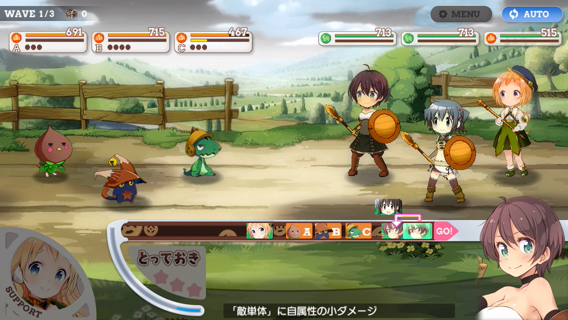 WAVE 1/3
0
MENU
AUTO
691
715
467
713
713
515
A
B
C
A
B
C
GO!
とっておき
SUPPORT
「敵単体」に自属性の小ダメージ